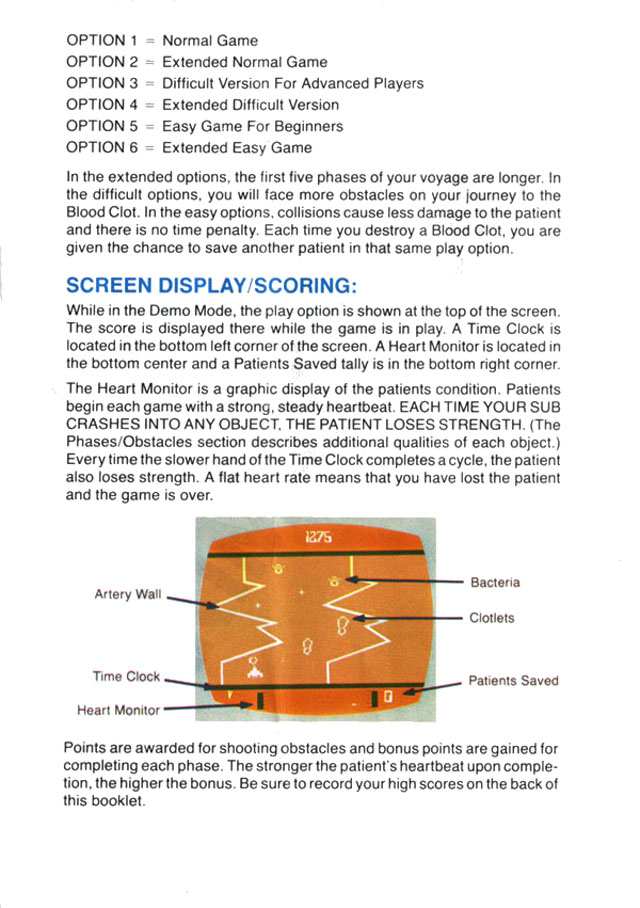 OPTION 1 = Normal Game
OPTION 2 = Extended Normal Game
OPTION 3 = Difficult Version For Advanced Players
OPTION 4 = Extended Difficult Version
OPTION 5 = Easy Game For Beginners
OPTION 6 = Extended Easy Game
In the extended options, the first five phases of your voyage are longer. In
the difficult options, you will face more obstacles on your journey to the
Blood Clot. In the easy options, collisions cause less damage to the patient
and there is no time penalty. Each time you destroy a Blood Clot, you are
given the chance to save another patient in that same play option.
SCREEN DISPLAY/SCORING:
While in the Demo Mode, the play option is shown at the top of the screen.
The score is displayed there while the game is in play. A Time Clock is
located in the bottom left corner of the screen. A Heart Monitor is located in
the bottom center and a Patients Saved tally is in the bottom right corner.
The Heart Monitor is a graphic display of the patients condition. Patients
begin each game with a strong, steady heartbeat. EACH TIME YOUR SUB
CRASHES INTO ANY OBJECT, THE PATIENT LOSES STRENGTH. (The
Phases/Obstacles section describes additional qualities of each object.)
Every time the slower hand of the Time Clock completes a cycle, the patient
also loses strength. A flat heart rate means that you have lost the patient
and the game is over.
1275
Bacteria
Artery Wall
Clotlets
Time Clock
Patients Saved
0
Heart Monitor
Points are awarded for shooting obstacles and bonus points are gained for
completing each phase. The stronger the patient's heartbeat upon comple-
tion, the higher the bonus. Be sure to record your high scores on the back of
this booklet.